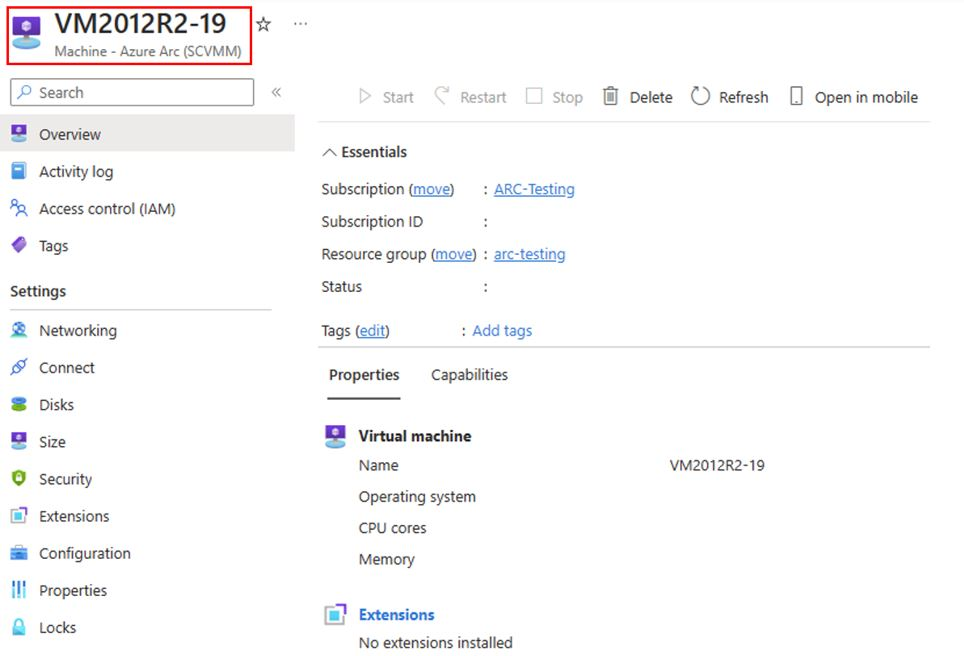 VM2012R2-19
Machine - Azure Arc (SCVMM)
Search
Overview
Activity log
Access control (IAM)
Tags
Settings
Networking
Connect
Disks
Size
Security
Extensions
Configuration
Properties
Locks
Start Restart Stop Delete Refresh Open in mobile
Essentials
Subscription (move) : ARC-Testing
Subscription ID :
Resource group (move) : arc-testing
Status :
Tags (edit) : Add tags
Properties Capabilities
Virtual machine
Name VM2012R2-19
Operating system
CPU cores
Memory
Extensions
No extensions installed